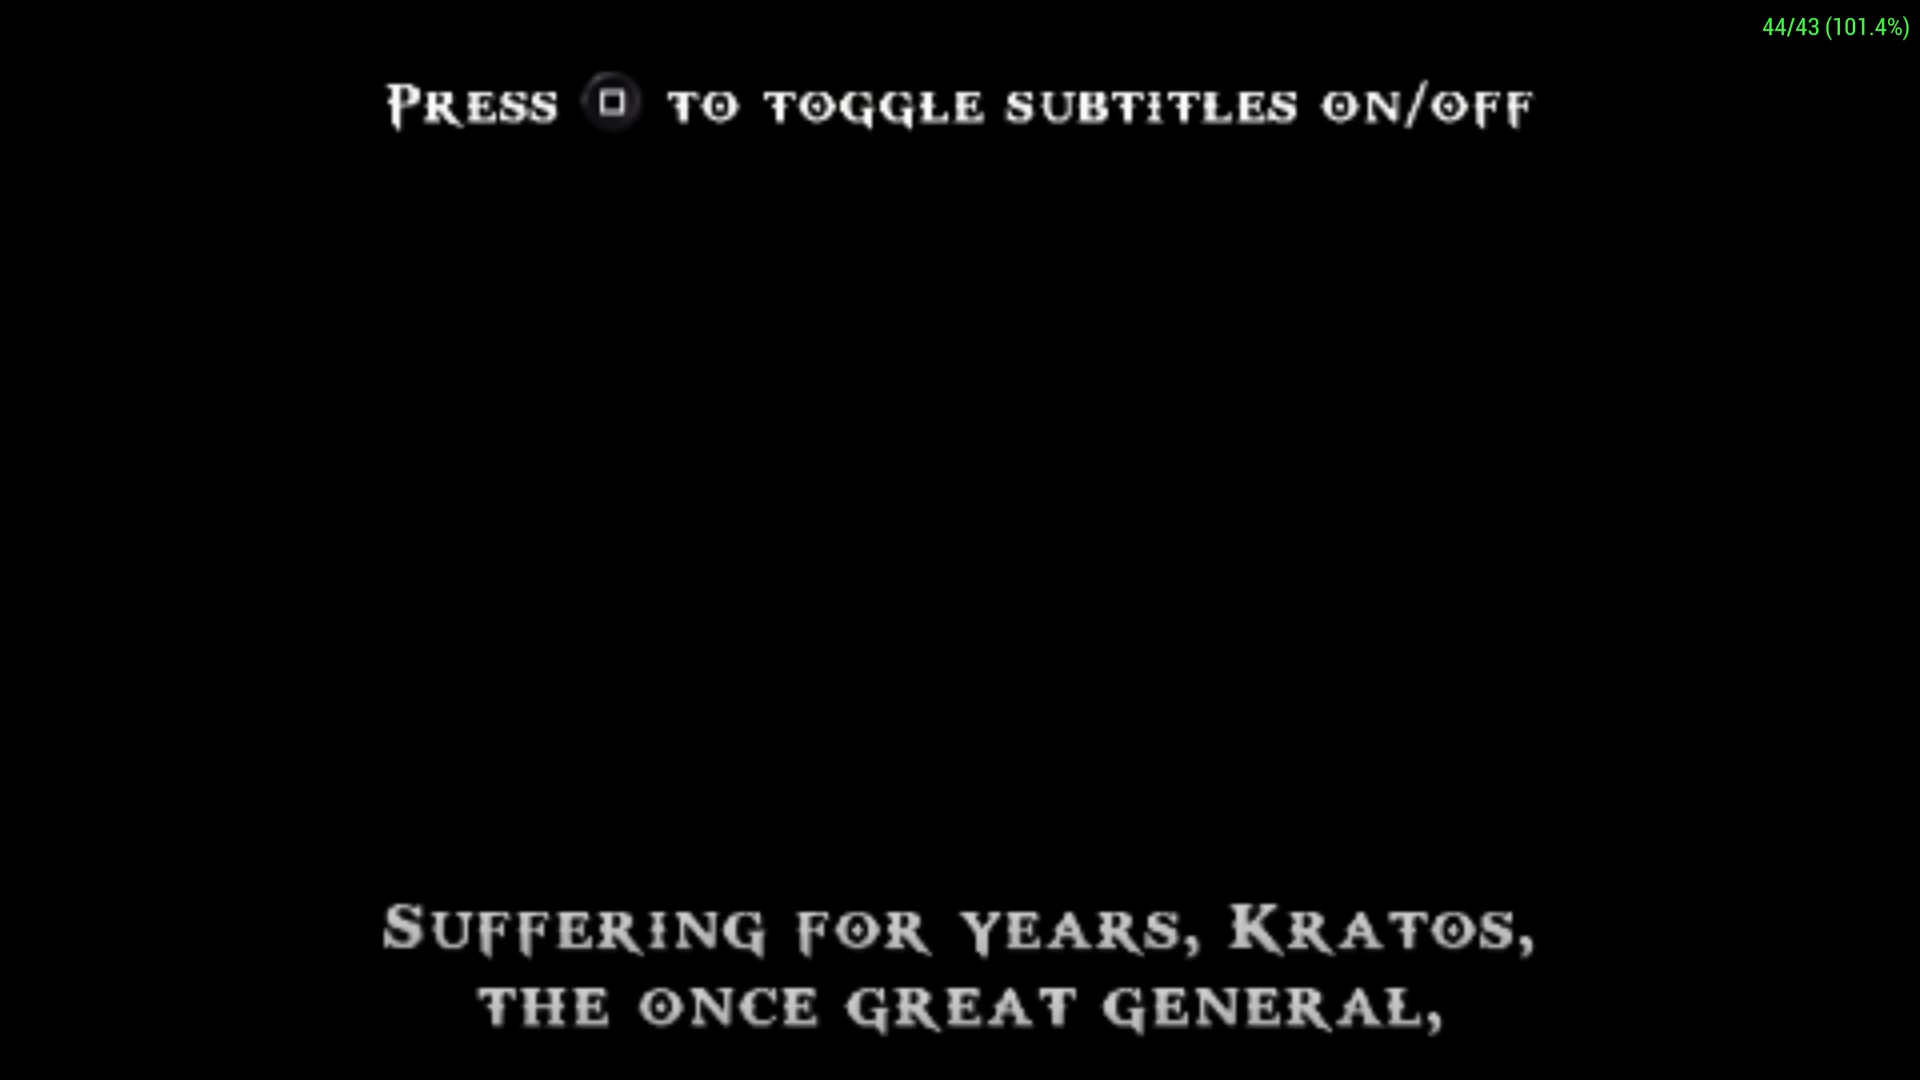 44/43 (101.4%)
Press □ to toggle subtitles on/off
Suffering for years, Kratos,
the once great general,